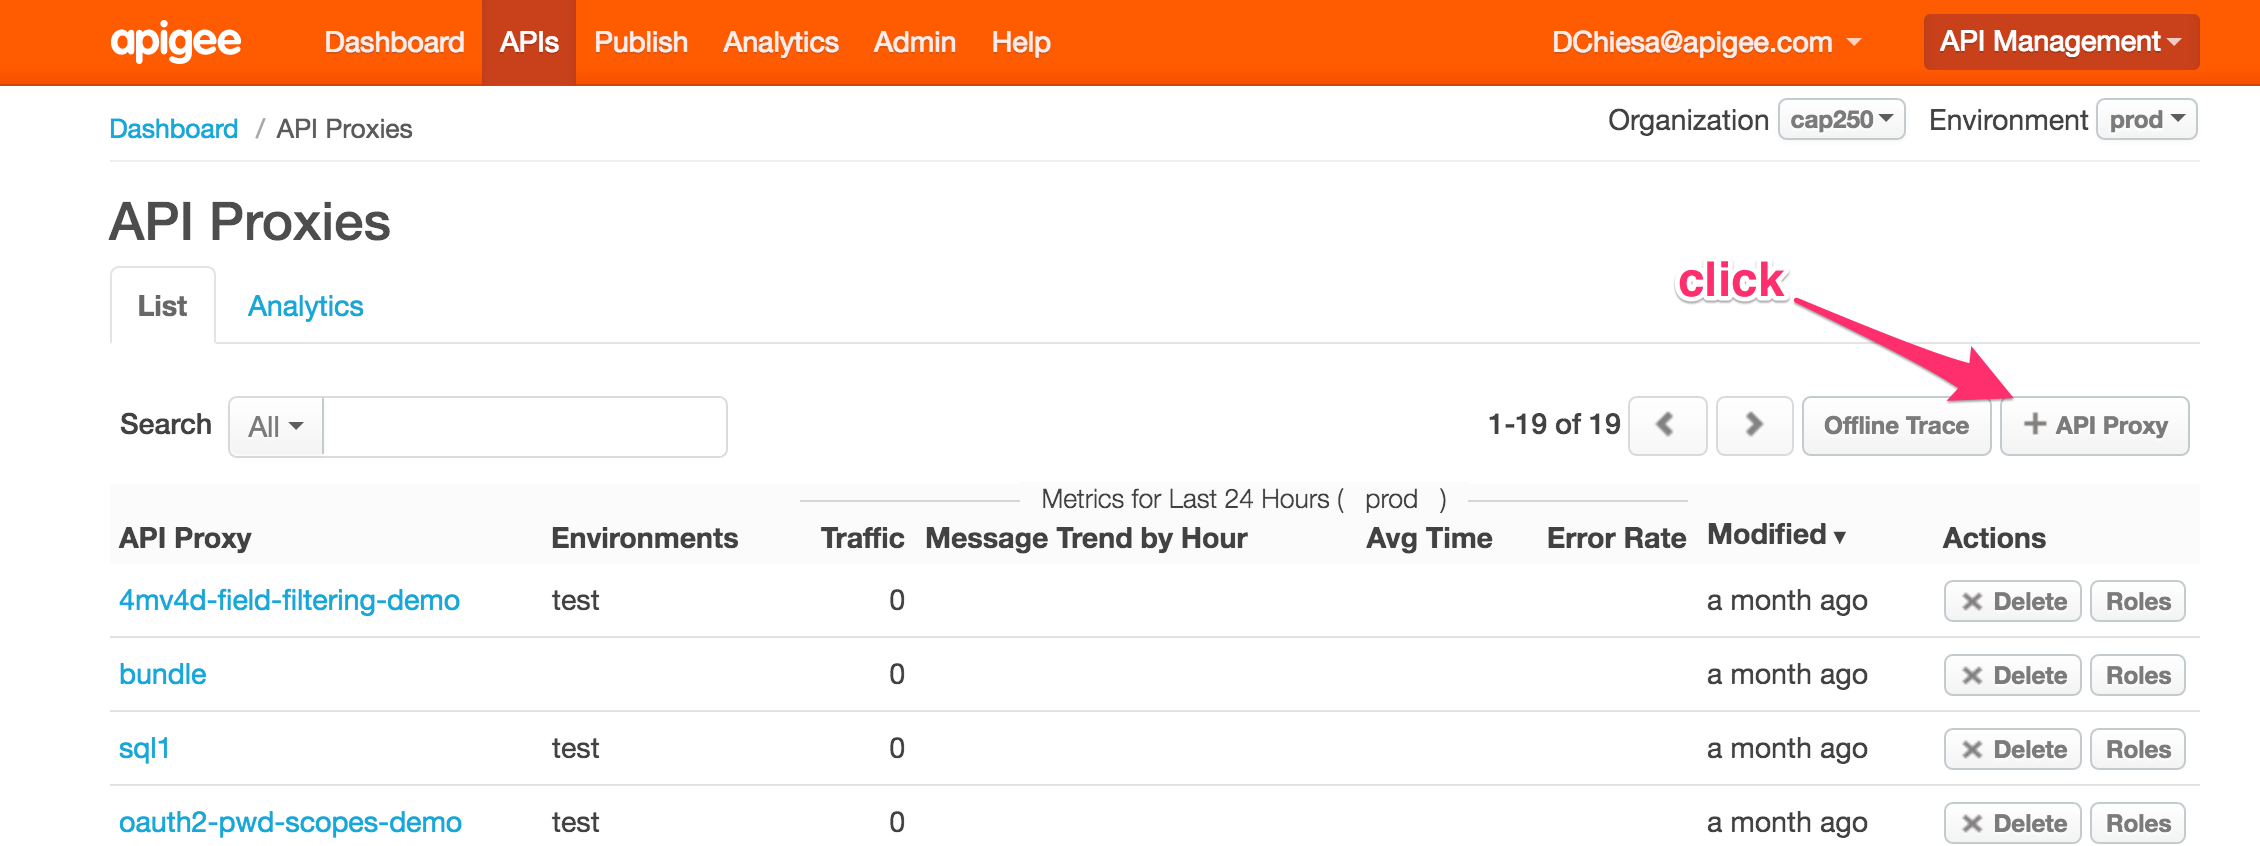 apigee Dashboard APIs Publish Analytics Admin Help DChiesa@apigee.com API Management
Dashboard / API Proxies Organization cap250 Environment prod
API Proxies
List Analytics
click
Search All 1-19 of 19 Offline Trace + API Proxy
Metrics for Last 24 Hours ( prod )
API Proxy Environments Traffic Message Trend by Hour Avg Time Error Rate Modified Actions
4mv4d-field-filtering-demo test 0 a month ago Delete Roles
bundle 0 a month ago Delete Roles
sql1 test 0 a month ago Delete Roles
oauth2-pwd-scopes-demo test 0 a month ago Delete Roles